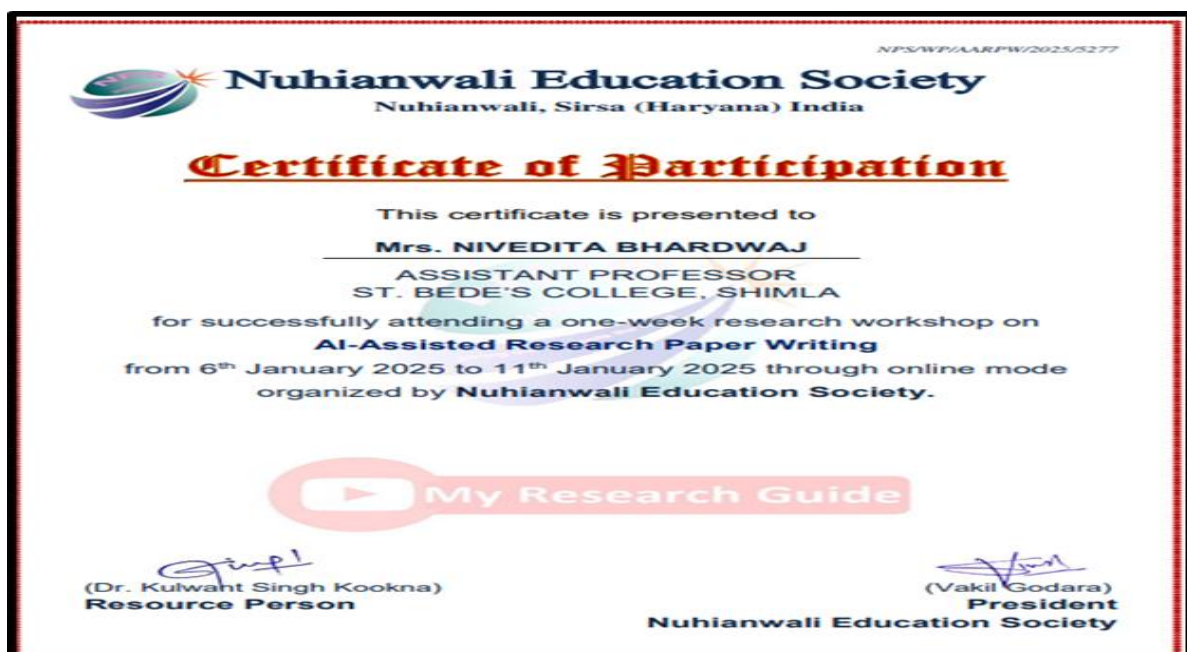 NPS/WP/AARPW/2025/5277
Nuhianwali Education Society
Nuhianwali, Sirsa (Haryana) India
Certificate of Participation
This certificate is presented to
Mrs. NIVEDITA BHARDWAJ
ASSISTANT PROFESSOR
ST. BEDE'S COLLEGE, SHIMLA
for successfully attending a one-week research workshop on
AI-Assisted Research Paper Writing
from 6th January 2025 to 11th January 2025 through online mode
organized by Nuhianwali Education Society.
My Research Guide
(Dr. Kulwant Singh Kookna)
Resource Person
(Vakil Godara)
President
Nuhianwali Education Society